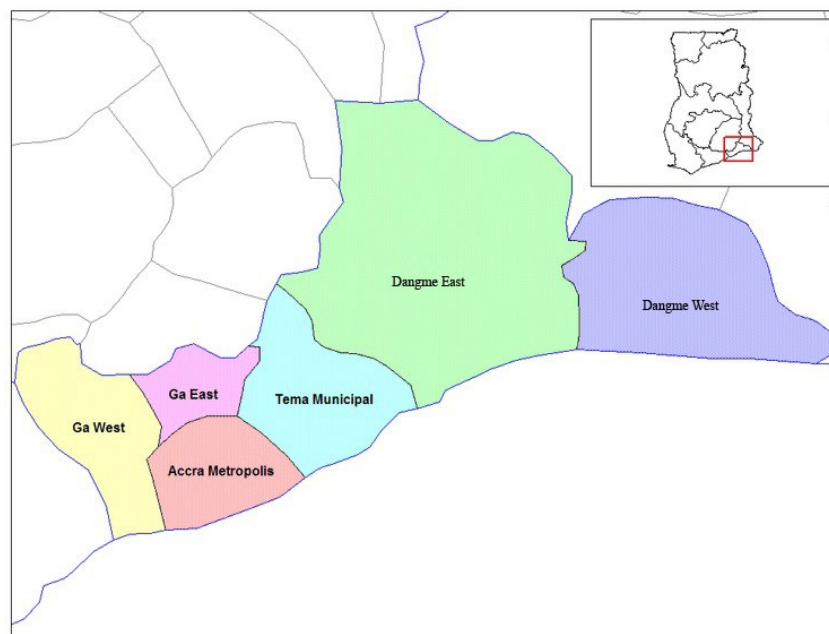 Dangme East
Dangme West
Ga East
Tema Municipal
Ga West
Accra Metropolis